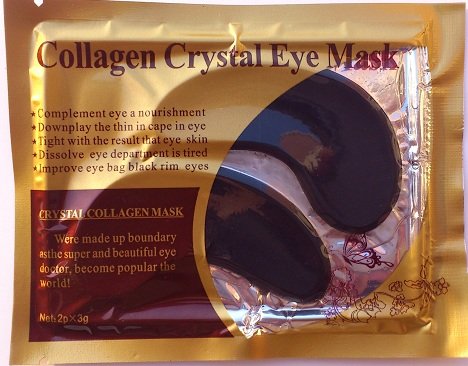 Collagen Crystal Eye Mask
★Complement eye a nourishment
★Downplay the thin in cape in eye
★Tight with the result that eye skin
★Dissolve eye department is tired
★Improve eye bag black rim eyes
CRYSTAL COLLAGEN MASK
Were made up boundary
asthe super and beautiful eye
doctor, become popular the
world!
Net: 2p×3g